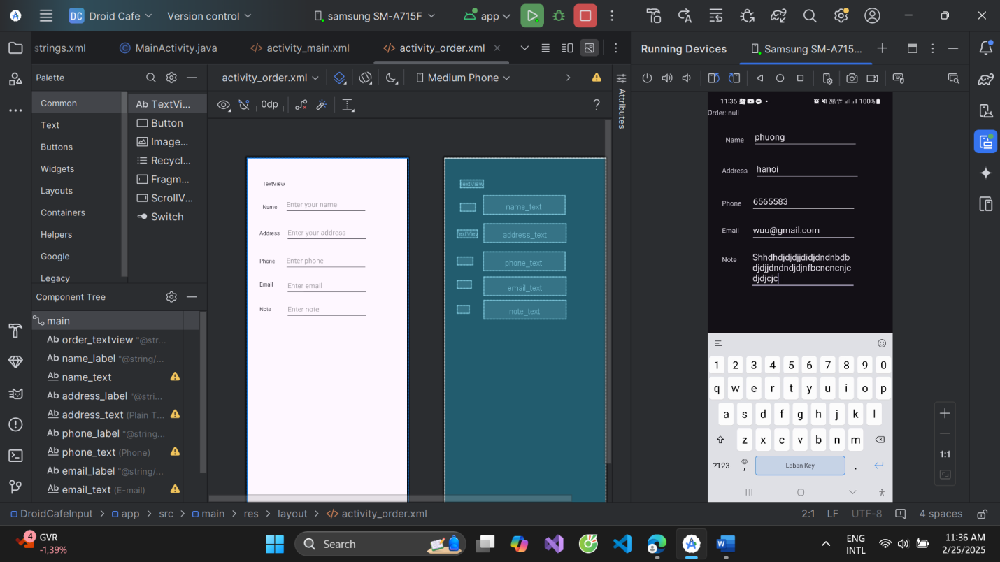 DC Droid Cafe Version control samsung SM-A715F app
strings.xml MainActivity.java activity_main.xml activity_order.xml Running Devices Samsung SM-A715...
Palette
activity_order.xml Medium Phone
Common
Text
Buttons
Widgets
Layouts
Containers
Helpers
Google
Legacy
Ab TextVi...
Button
Image...
Recycl...
Fragm...
ScrollV...
Switch
0dp
?
Attributes
TextView
Name Enter your name
Address Enter your address
Phone Enter phone
Email Enter email
Note Enter note
TextView
name_text
TextView address_text
phone_text
email_text
note_text
Component Tree
main
Ab order_textview "@str...
Ab name_label "@string/...
Ab name_text
Ab address_label "@stri...
Ab address_text (Plain T...
Ab phone_label "@string...
Ab phone_text (Phone)
Ab email_label "@string/...
Ab email_text (E-mail)
11:36 100%
Order: null
Name phuong
Address hanoi
Phone 6565583
Email wuu@gmail.com
Note Shhdhdjdjdjjdidjdndnbdb
djdjjdndndjdjnfbcncncnjc
djdjcjc
1 2 3 4 5 6 7 8 9 0
q w e r t y u i o p
a s d f g h j k l
z x c v b n m
?123 , Laban Key .
1:1
DroidCafeInput > app > src > main > res > layout > activity_order.xml 2:1 LF UTF-8 4 spaces
4 GVR
-1,39%
Search
ENG
INTL
11:36 AM
2/25/2025